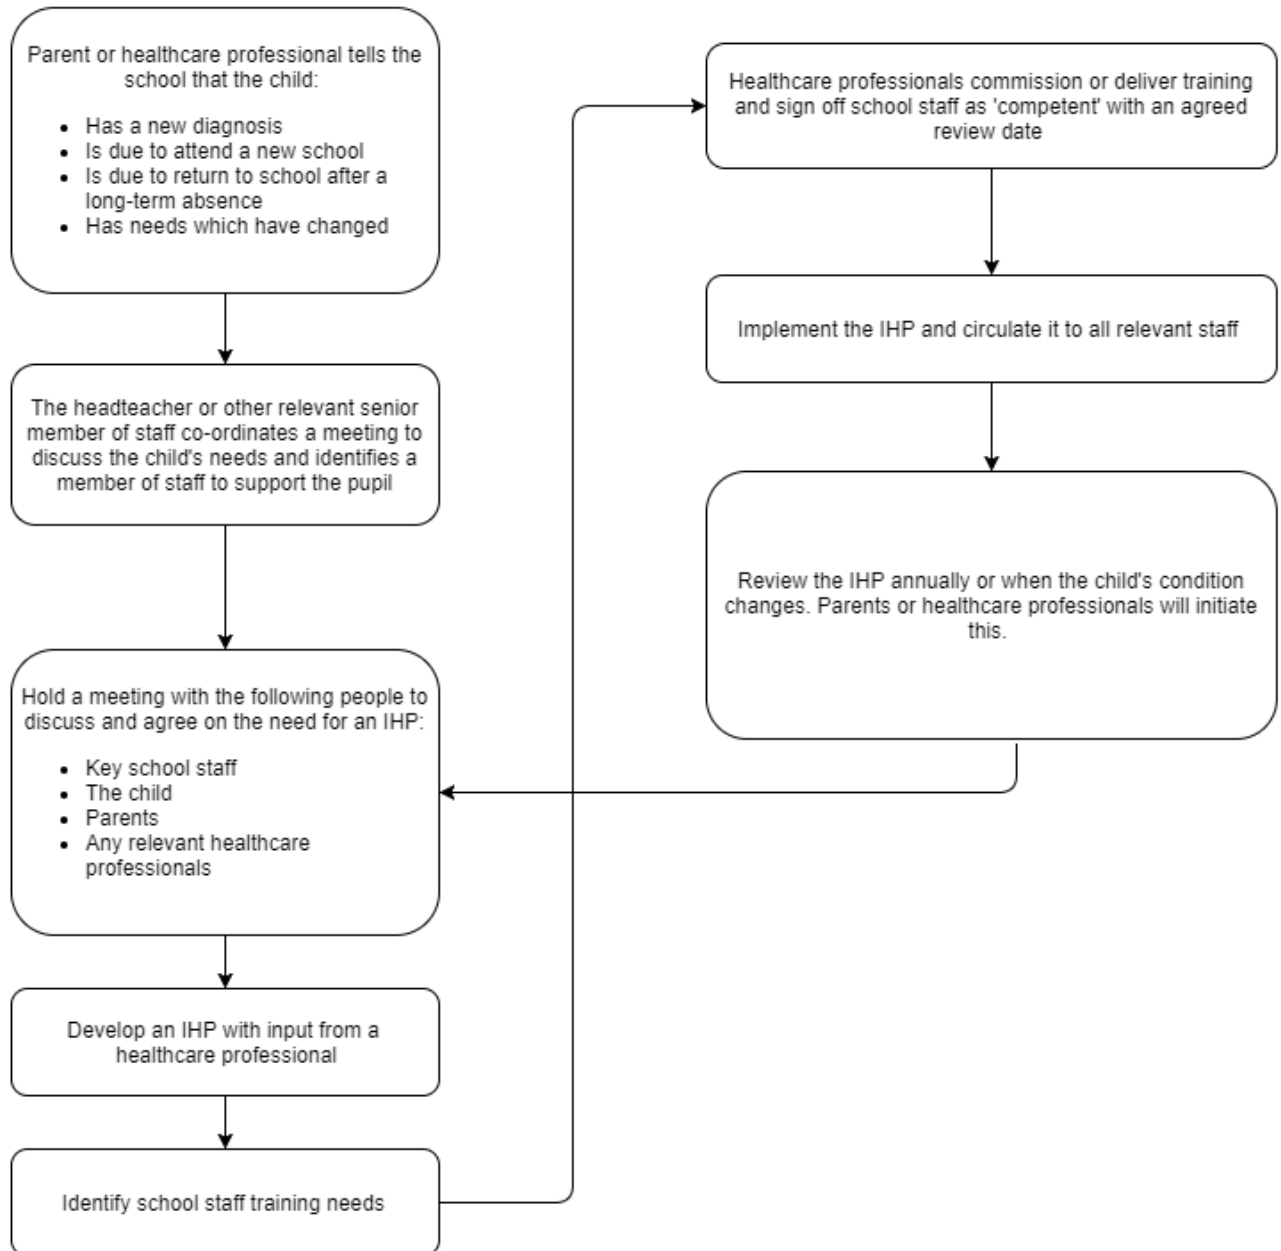 Parent or healthcare professional tells the
school that the child:
• Has a new diagnosis
• Is due to attend a new school
• Is due to return to school after a
long-term absence
• Has needs which have changed
The headteacher or other relevant senior
member of staff co-ordinates a meeting to
discuss the child's needs and identifies a
member of staff to support the pupil
Hold a meeting with the following people to
discuss and agree on the need for an IHP:
• Key school staff
• The child
• Parents
• Any relevant healthcare
professionals
Develop an IHP with input from a
healthcare professional
Identify school staff training needs
Healthcare professionals commission or deliver training
and sign off school staff as 'competent' with an agreed
review date
Implement the IHP and circulate it to all relevant staff
Review the IHP annually or when the child's condition
changes. Parents or healthcare professionals will initiate
this.